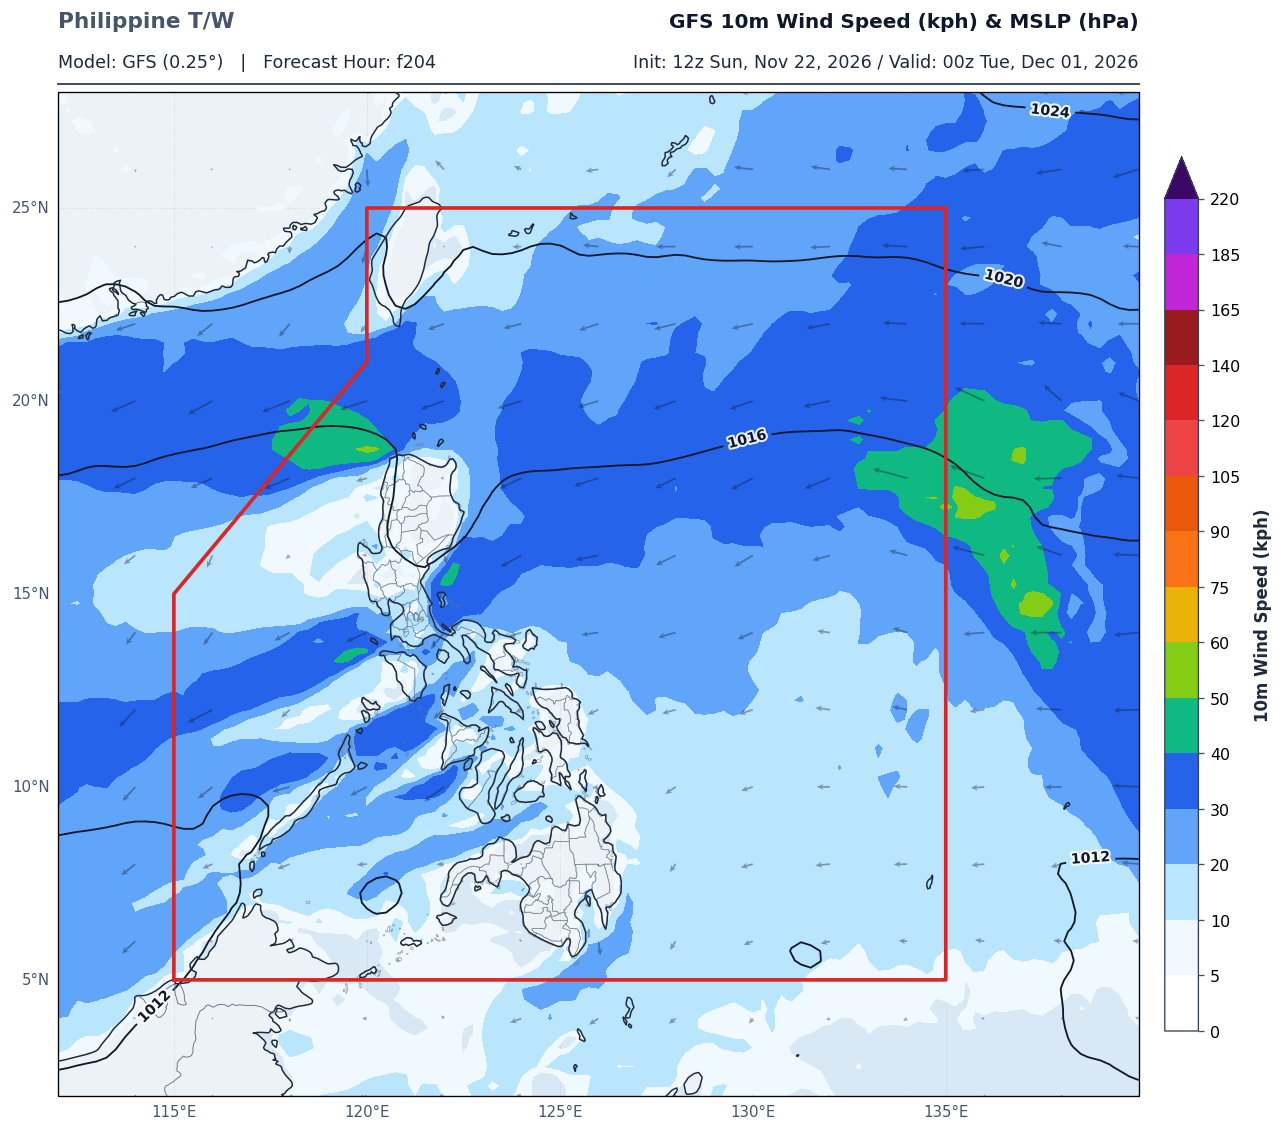 Philippine T/W
GFS 10m Wind Speed (kph) & MSLP (hPa)
Model: GFS (0.25°) | Forecast Hour: f204
Init: 12z Sun, Nov 22, 2026 / Valid: 00z Tue, Dec 01, 2026
1024
1020
1016
1012
1012
25°N
20°N
15°N
10°N
5°N
115°E
120°E
125°E
130°E
135°E
220
185
165
140
120
105
90
75
60
50
40
30
20
10
5
0
10m Wind Speed (kph)